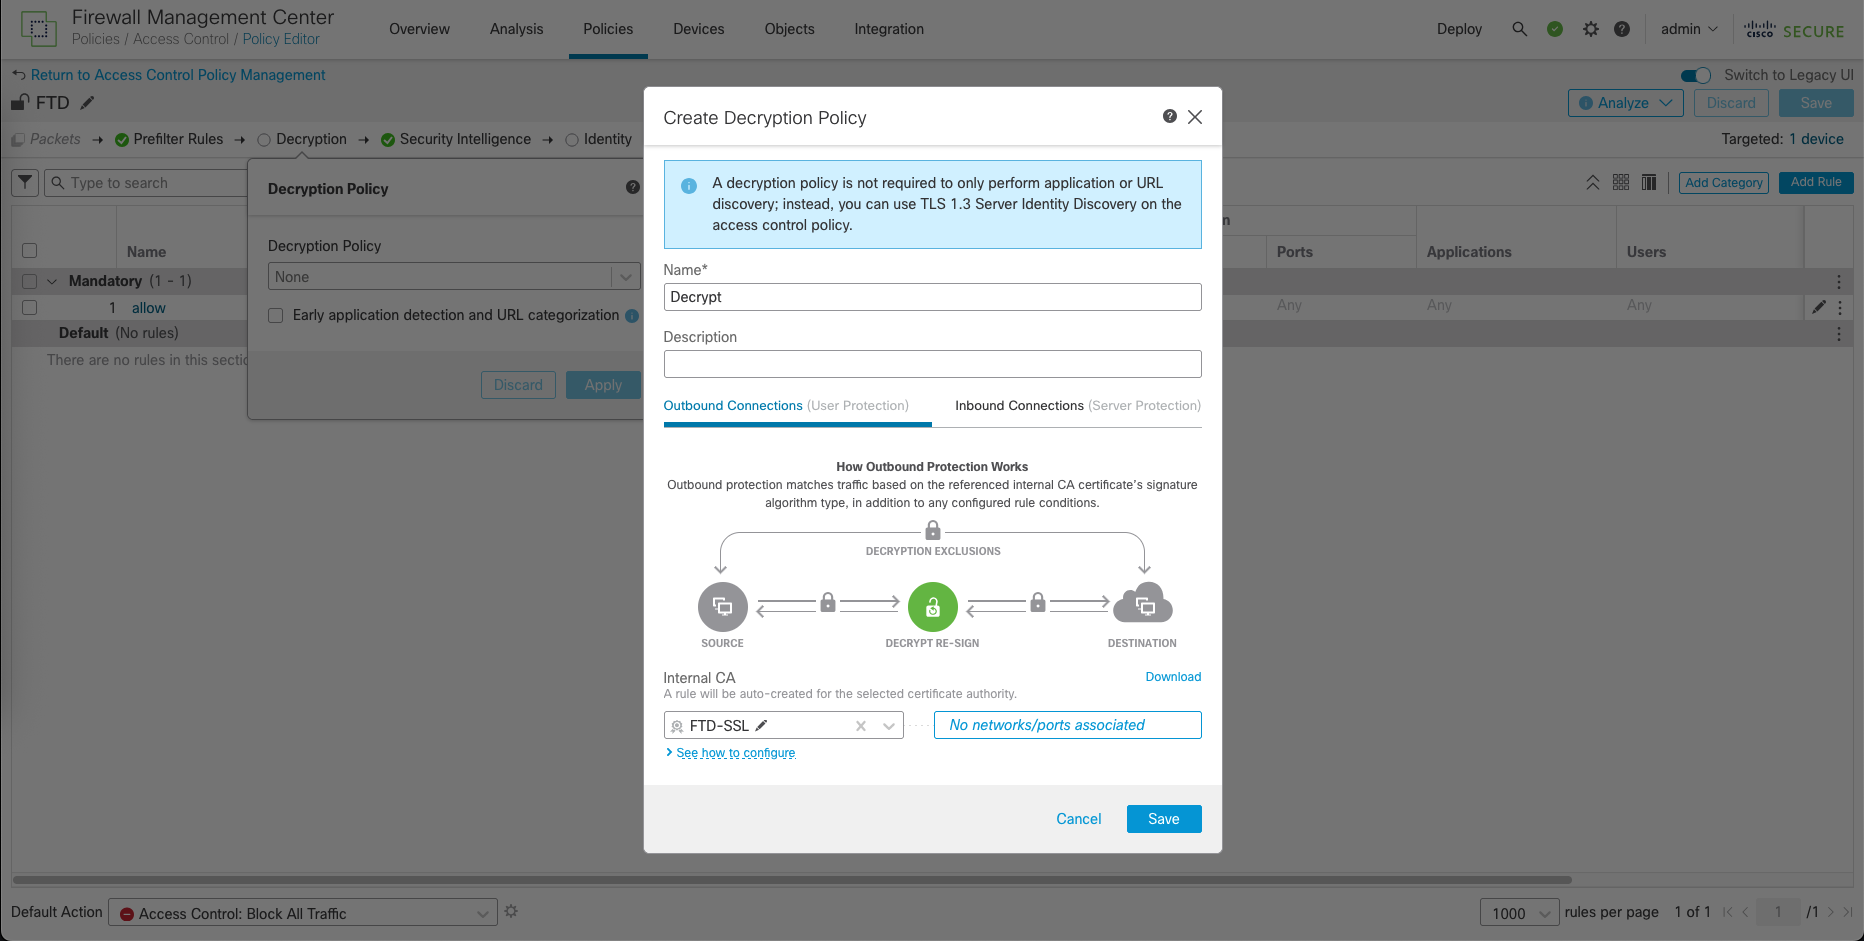 Firewall Management Center
Policies / Access Control / Policy Editor
Overview
Analysis
Policies
Devices
Objects
Integration
Deploy
admin
CISCO SECURE
Return to Access Control Policy Management
Switch to Legacy UI
FTD
Analyze
Discard
Save
Packets
Prefilter Rules
Decryption
Security Intelligence
Identity
Targeted: 1 device
Type to search
Add Category
Add Rule
Name
Ports
Applications
Users
Mandatory (1 - 1)
1 allow
Any
Any
Any
Default (No rules)
There are no rules in this sectio
Decryption Policy
Decryption Policy
None
Early application detection and URL categorization
Discard
Apply
Create Decryption Policy
A decryption policy is not required to only perform application or URL
discovery; instead, you can use TLS 1.3 Server Identity Discovery on the
access control policy.
Name*
Decrypt
Description
Outbound Connections (User Protection)
Inbound Connections (Server Protection)
How Outbound Protection Works
Outbound protection matches traffic based on the referenced internal CA certificate's signature
algorithm type, in addition to any configured rule conditions.
DECRYPTION EXCLUSIONS
SOURCE
DECRYPT RE-SIGN
DESTINATION
Internal CA
Download
A rule will be auto-created for the selected certificate authority.
FTD-SSL
No networks/ports associated
See how to configure
Cancel
Save
Default Action
Access Control: Block All Traffic
1000
rules per page
1 of 1
1
/1